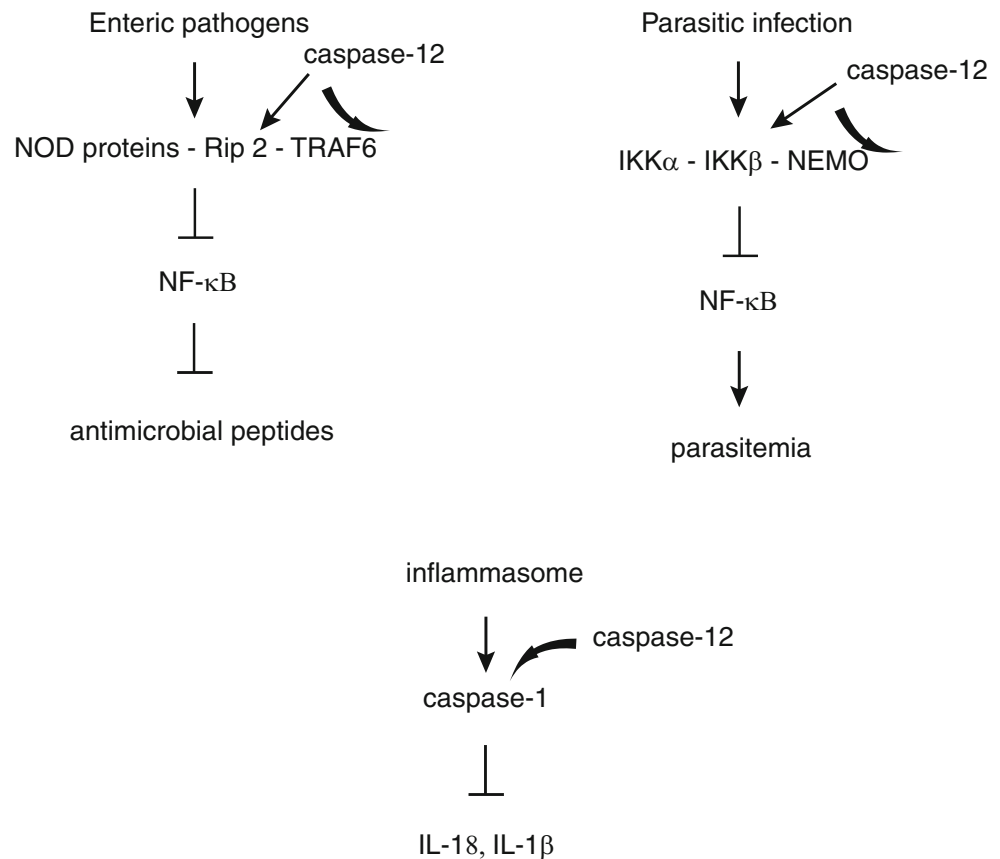 Enteric pathogens
caspase-12
NOD proteins - Rip 2 - TRAF6
NF-κB
antimicrobial peptides
Parasitic infection
caspase-12
IKKα - IKKβ - NEMO
NF-κB
parasitemia
inflammasome
caspase-12
caspase-1
IL-18, IL-1β